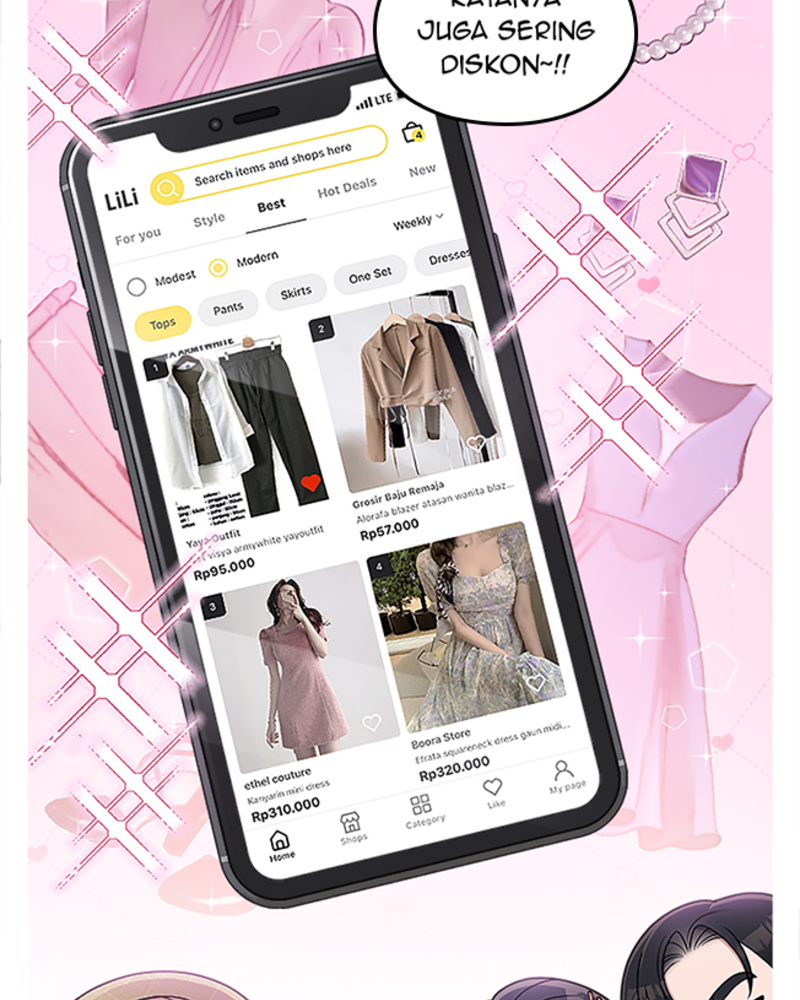 KATANYA
JUGA SERING
DISKON~!!
LTE
LiLi
Search items and shops here
4
For you
Style
Best
Hot Deals
New
Weekly
Modest
Modern
Tops
Pants
Skirts
One Set
Dresses
1
ARMYWHITE
2
Yaya Outfit
visya armywhite yayoutfit
Rp95.000
Grosir Baju Remaja
Alorafa blazer atasan wanita blaz...
Rp57.000
3
4
ethel couture
Kanyarin mini dress
Rp310.000
Boora Store
Efrata squareneck dress gaun midi...
Rp320.000
Home
Shops
Category
Like
My page